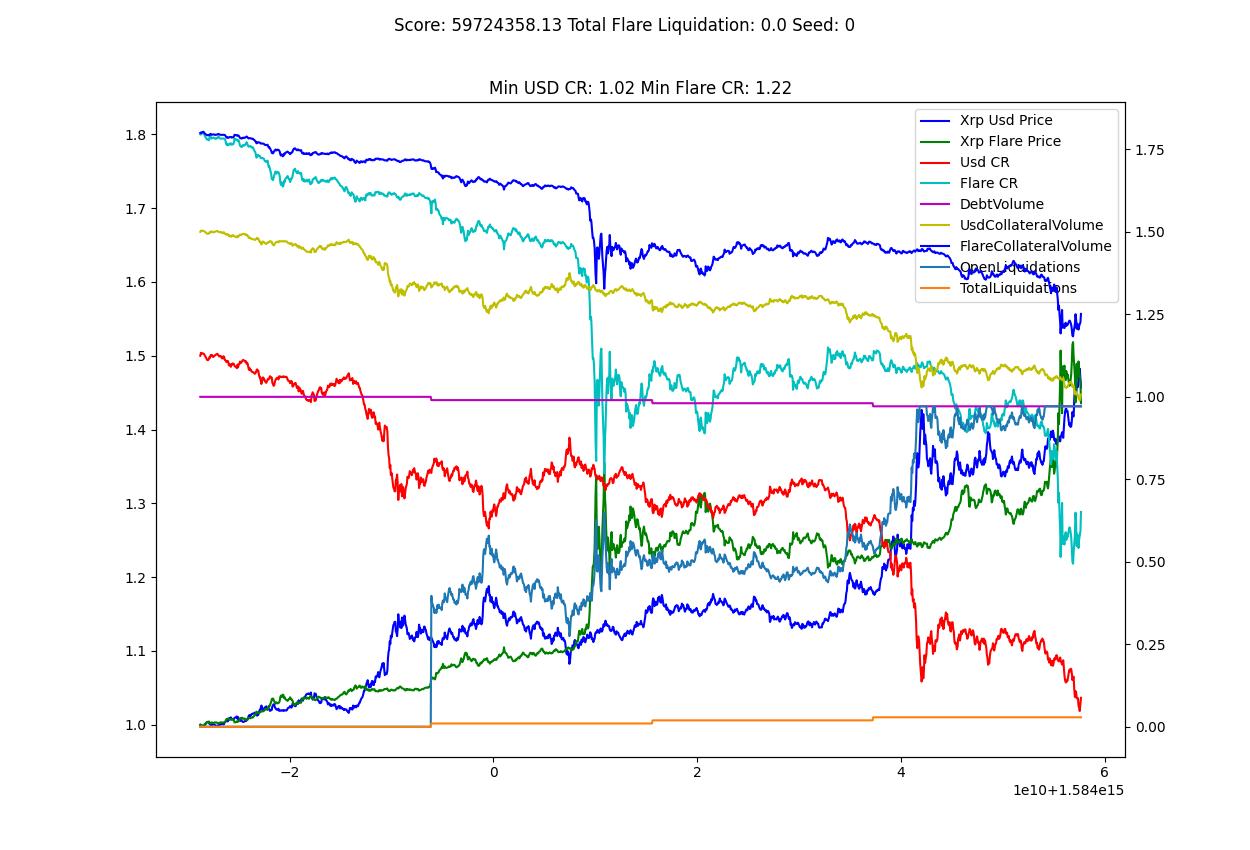 Score: 59724358.13 Total Flare Liquidation: 0.0 Seed: 0
Min USD CR: 1.02 Min Flare CR: 1.22
Xrp Usd Price
Xrp Flare Price
Usd CR
Flare CR
DebtVolume
UsdCollateralVolume
FlareCollateralVolume
OpenLiquidations
TotalLiquidations
1.8
1.7
1.6
1.5
1.4
1.3
1.2
1.1
1.0
1.75
1.50
1.25
1.00
0.75
0.50
0.25
0.00
−2 0 2 4 6
1e10+1.584e15